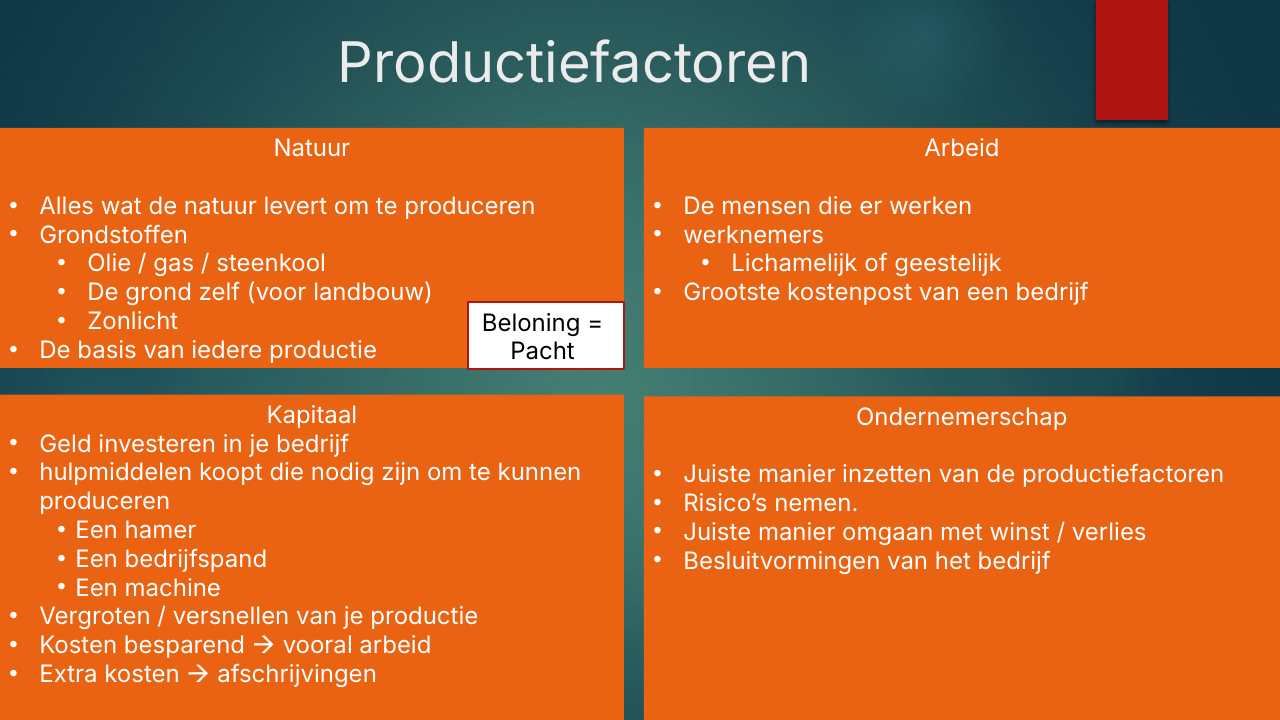 Productiefactoren
Natuur
• Alles wat de natuur levert om te produceren
• Grondstoffen
• Olie / gas / steenkool
• De grond zelf (voor landbouw)
• Zonlicht
• De basis van iedere productie
Beloning =
Pacht
Arbeid
• De mensen die er werken
• werknemers
• Lichamelijk of geestelijk
• Grootste kostenpost van een bedrijf
Kapitaal
• Geld investeren in je bedrijf
• hulpmiddelen koopt die nodig zijn om te kunnen
produceren
• Een hamer
• Een bedrijfspand
• Een machine
• Vergroten / versnellen van je productie
• Kosten besparend → vooral arbeid
• Extra kosten → afschrijvingen
Ondernemerschap
• Juiste manier inzetten van de productiefactoren
• Risico’s nemen.
• Juiste manier omgaan met winst / verlies
• Besluitvormingen van het bedrijf